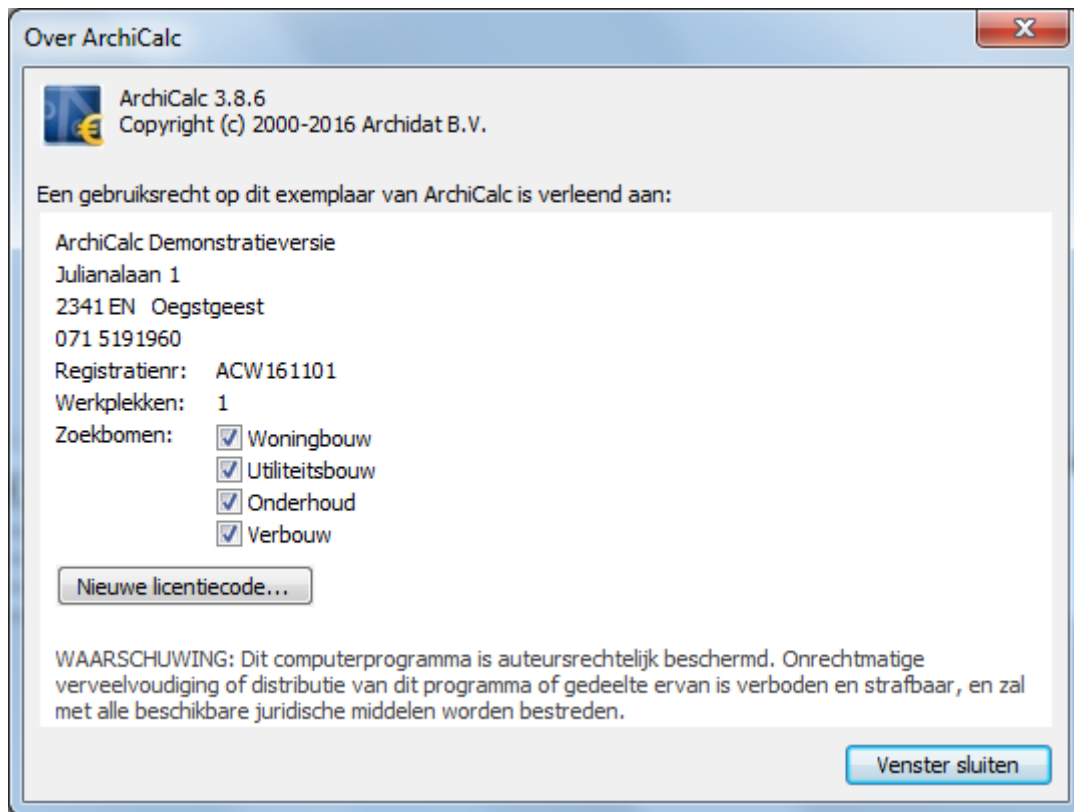 Over ArchiCalc
ArchiCalc 3.8.6
Copyright (c) 2000-2016 Archidat B.V.
Een gebruiksrecht op dit exemplaar van ArchiCalc is verleend aan:
ArchiCalc Demonstratieversie
Julianalaan 1
2341 EN Oegstgeest
071 5191960
Registratienr: ACW161101
Werkplekken: 1
Zoekbomen: Woningbouw
Utiliteitsbouw
Onderhoud
Verbouw
Nieuwe licentiecode...
WAARSCHUWING: Dit computerprogramma is auteursrechtelijk beschermd. Onrechtmatige
verveelvoudiging of distributie van dit programma of gedeelte ervan is verboden en strafbaar, en zal
met alle beschikbare juridische middelen worden bestreden.
Venster sluiten